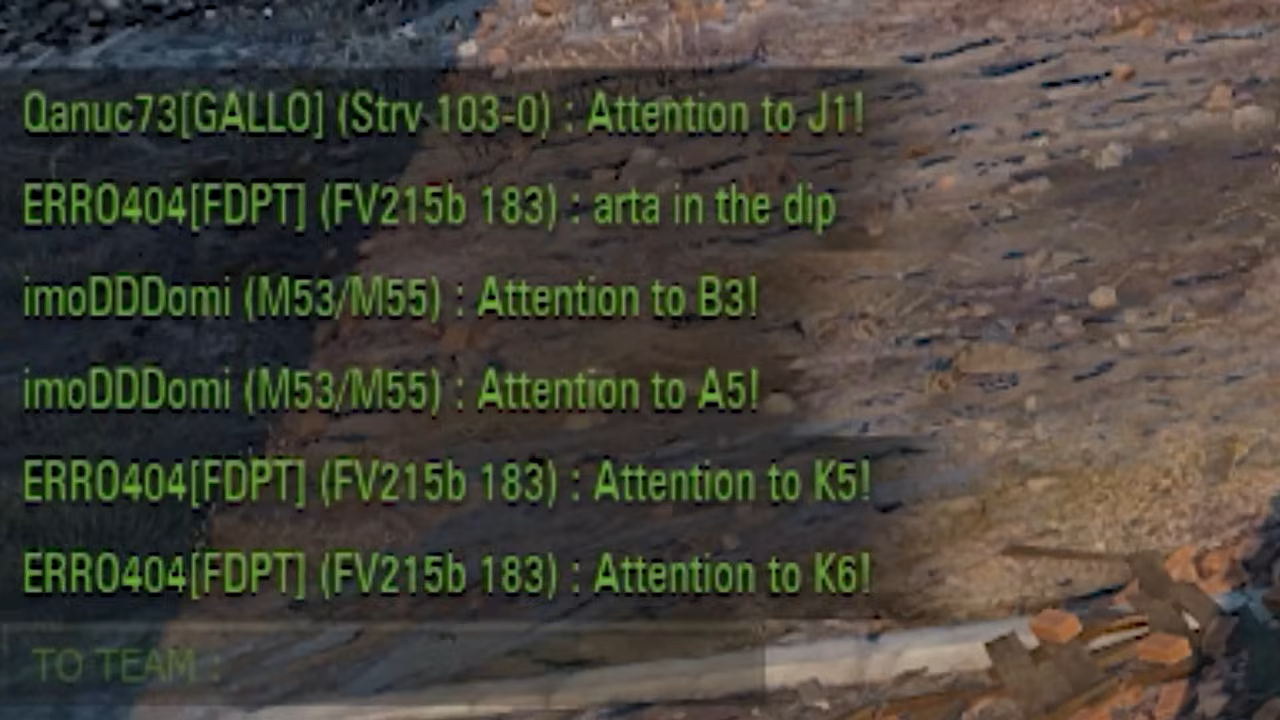 Qanuc73[GALLO] (Strv 103-0) : Attention to J1!
ERRO404[FDPT] (FV215b 183) : arta in the dip
imoDDDomi (M53/M55) : Attention to B3!
imoDDDomi (M53/M55) : Attention to A5!
ERRO404[FDPT] (FV215b 183) : Attention to K5!
ERRO404[FDPT] (FV215b 183) : Attention to K6!
TO TEAM :